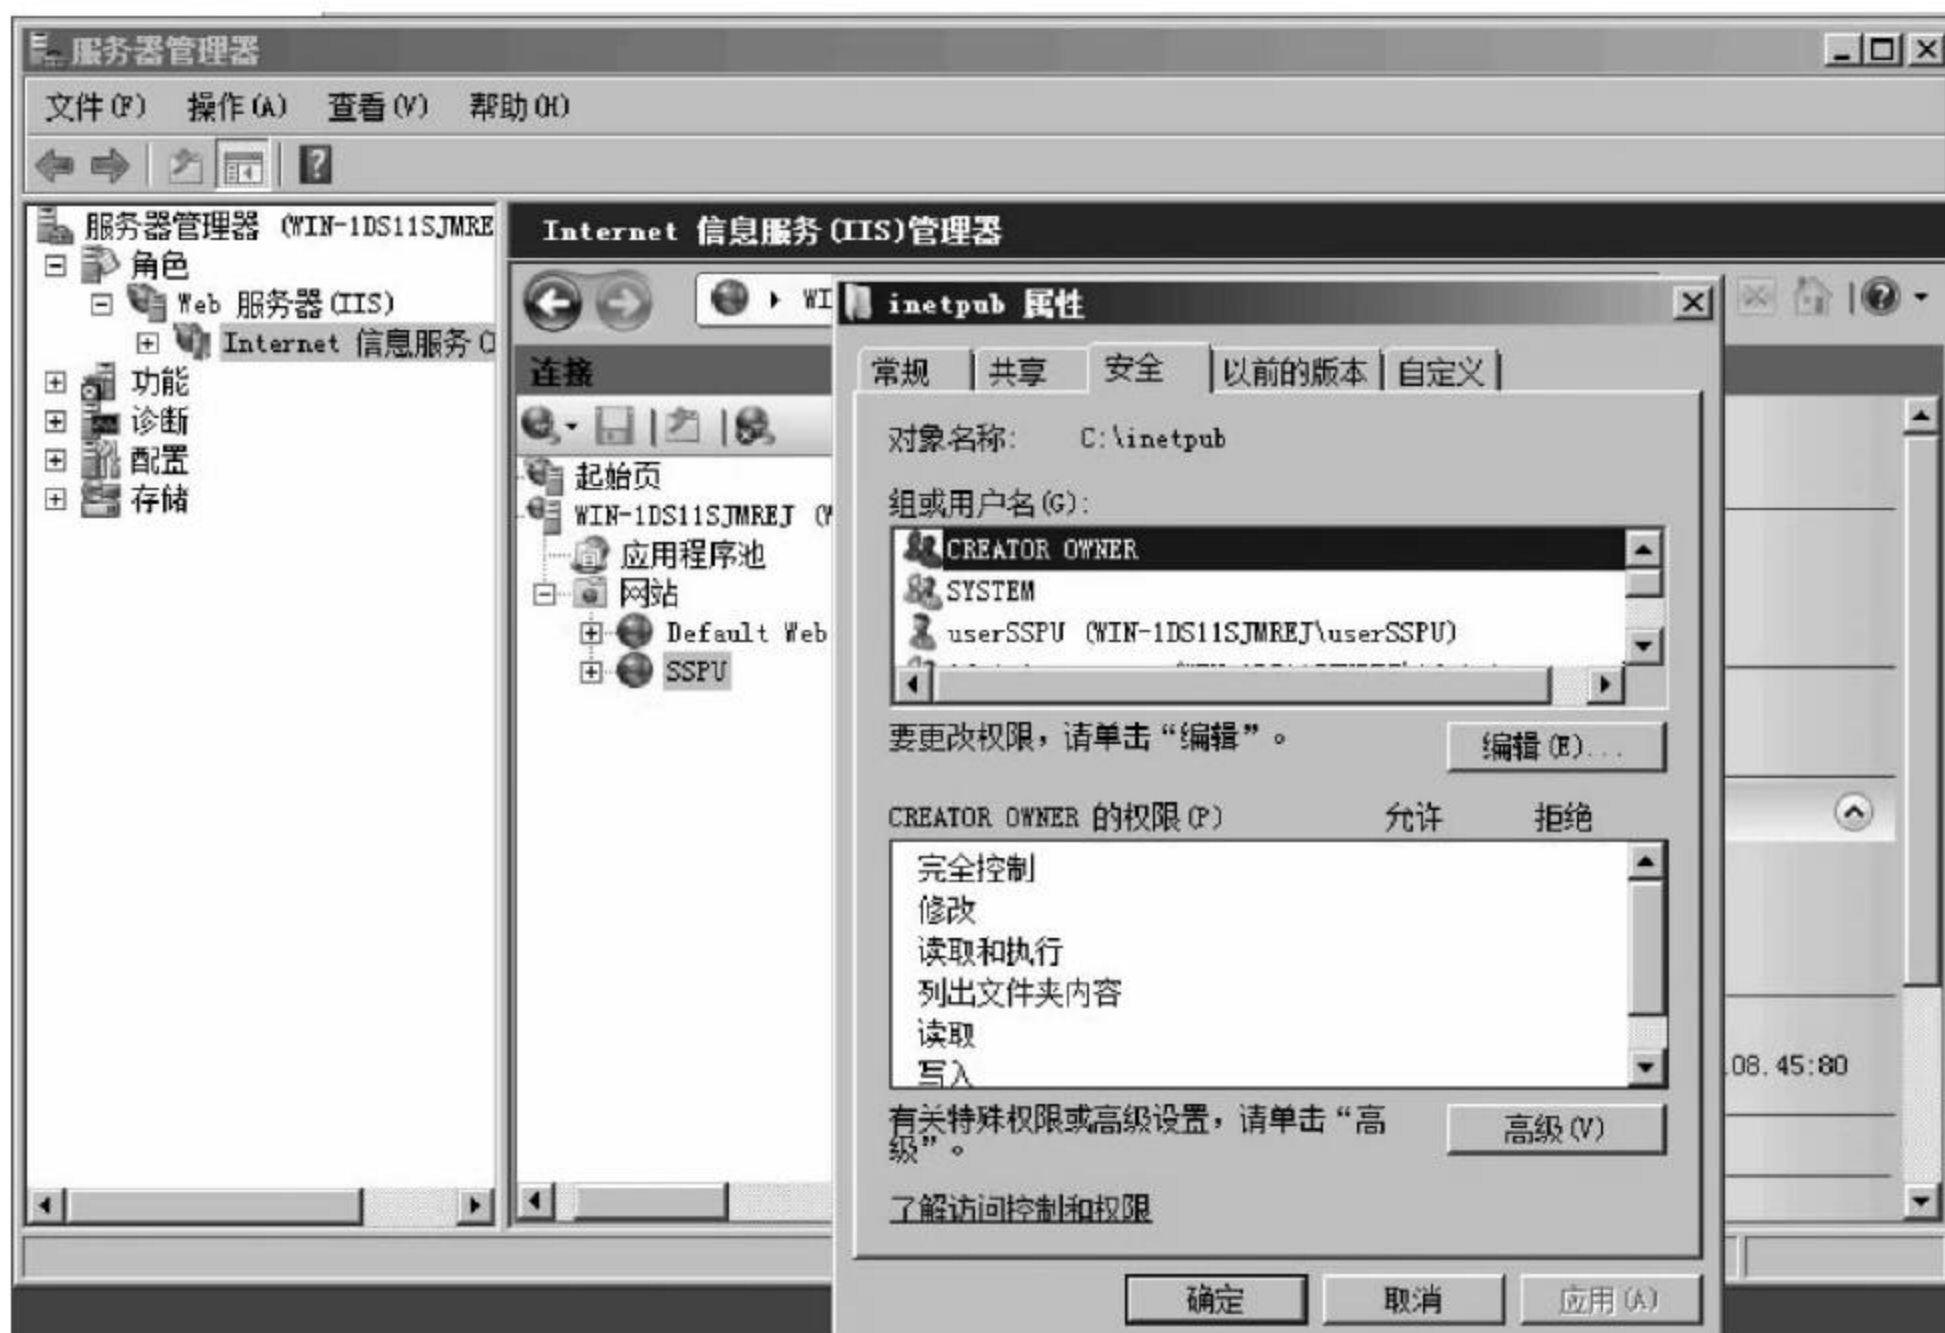 服务器管理器
文件(F) 操作(A) 查看(V) 帮助(H)
服务器管理器 (WIN-1DS11SJMRE
角色
Web 服务器(IIS)
Internet 信息服务(
功能
诊断
配置
存储
Internet 信息服务(IIS)管理器
WI
连接
起始页
WIN-1DS11SJMREJ (W
应用程序池
网站
Default Web
SSPU
inetpub 属性
常规 共享 安全 以前的版本 自定义
对象名称: C:\inetpub
组或用户名(G):
CREATOR OWNER
SYSTEM
userSSPU (WIN-1DS11SJMREJ\userSSPU)
要更改权限,请单击“编辑”。
编辑(E)...
CREATOR OWNER 的权限(P) 允许 拒绝
完全控制
修改
读取和执行
列出文件夹内容
读取
写入
有关特殊权限或高级设置,请单击“高
级”。
高级(V)
了解访问控制和权限
确定 取消 应用(A)
.08.45:80